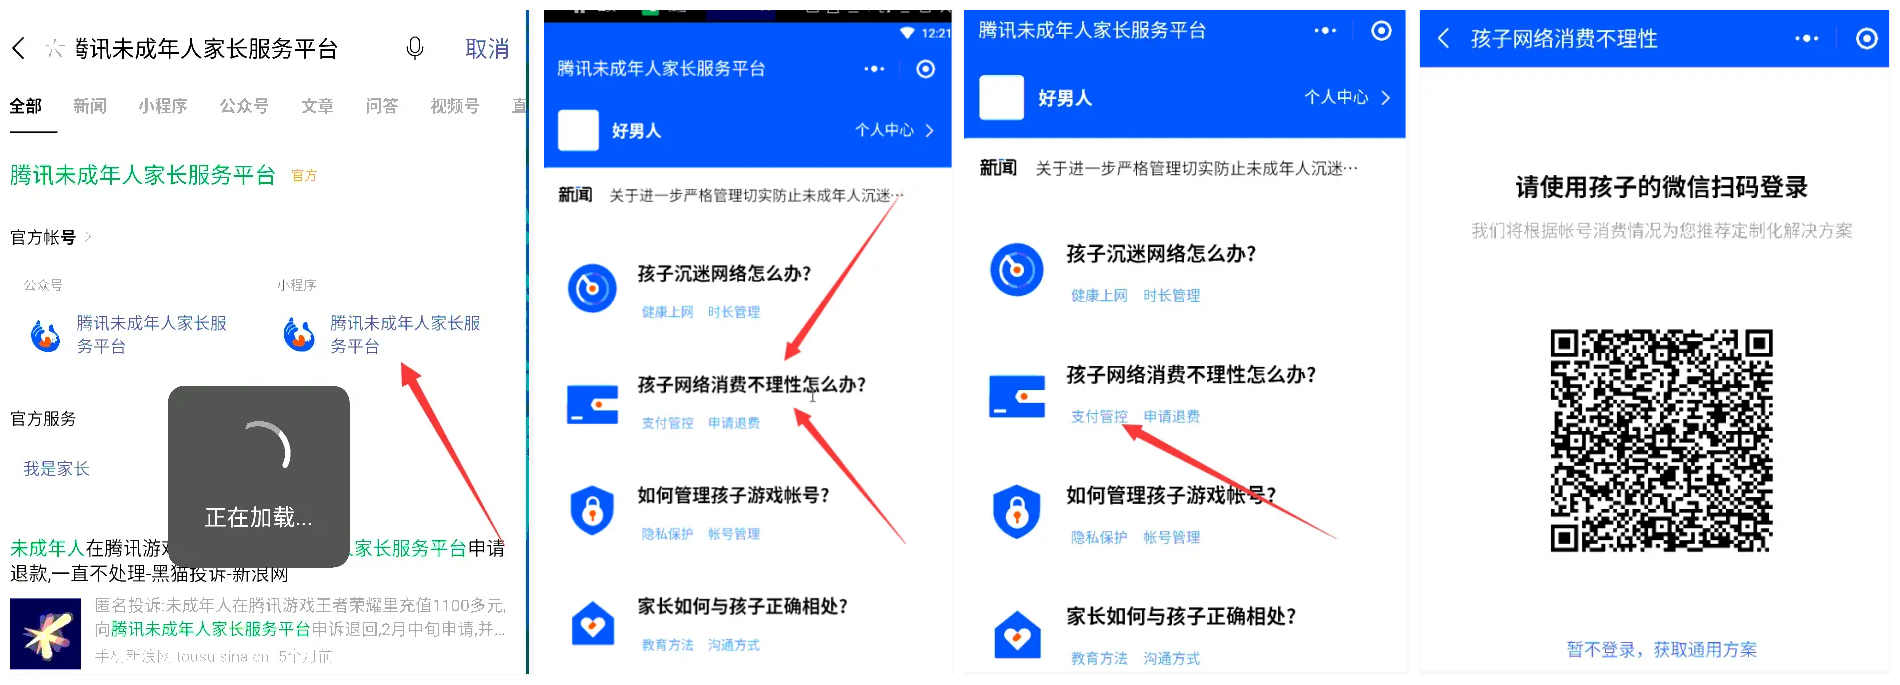 腾讯未成年人家长服务平台
取消
全部 新闻 小程序 公众号 文章 问答 视频号 直
腾讯未成年人家长服务平台 官方
官方帐号
公众号
小程序
腾讯未成年人家长服
务平台
腾讯未成年人家长服
务平台
官方服务
我是家长
正在加载...
未成年人在腾讯游
家长服务平台申请
退款,一直不处理-黑猫投诉-新浪网
匿名投诉:未成年人在腾讯游戏王者荣耀里充值1100多元,
向腾讯未成年人家长服务平台申诉退回,2月中旬申请,并...
tousu.sina.cn 5个月前
12:21
腾讯未成年人家长服务平台
好男人
个人中心
新闻 关于进一步严格管理切实防止未成年人沉迷…
孩子沉迷网络怎么办?
健康上网 时长管理
孩子网络消费不理性怎么办?
支付管控 申请退费
如何管理孩子游戏帐号?
隐私保护 帐号管理
家长如何与孩子正确相处?
教育方法 沟通方式
腾讯未成年人家长服务平台
好男人
个人中心
新闻 关于进一步严格管理切实防止未成年人沉迷…
孩子沉迷网络怎么办?
健康上网 时长管理
孩子网络消费不理性怎么办?
支付管控 申请退费
如何管理孩子游戏帐号?
隐私保护 帐号管理
家长如何与孩子正确相处?
教育方法 沟通方式
孩子网络消费不理性
请使用孩子的微信扫码登录
我们将根据帐号消费情况为您推荐定制化解决方案
暂不登录，获取通用方案